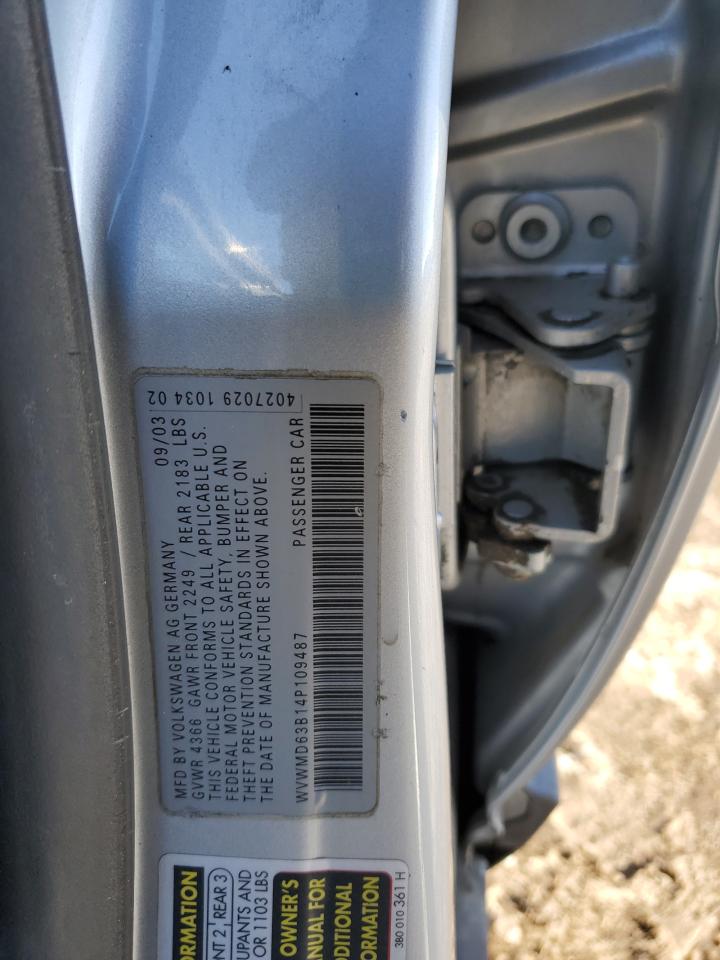 MFD BY VOLKSWAGEN AG GERMANY 09/03
GVWR 4366 GAWR FRONT 2249 / REAR 2183 LBS
THIS VEHICLE CONFORMS TO ALL APPLICABLE U.S.
FEDERAL MOTOR VEHICLE SAFETY, BUMPER AND
THEFT PREVENTION STANDARDS IN EFFECT ON
THE DATE OF MANUFACTURE SHOWN ABOVE.
WVWMD63B14P109487 PASSENGER CAR
4027029 1034 02
ORMATION
NT 2, REAR 3
UPANTS AND
OR 1103 LBS
OWNER'S
ANUAL FOR
DDITIONAL
ORMATION
3B0 010 361 H